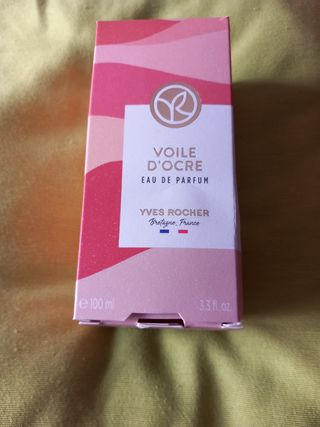 VOILE
D'OCRE
EAU DE PARFUM
YVES ROCHER
Bretagne, France
℮ 100 ml 3.3 fl. oz.